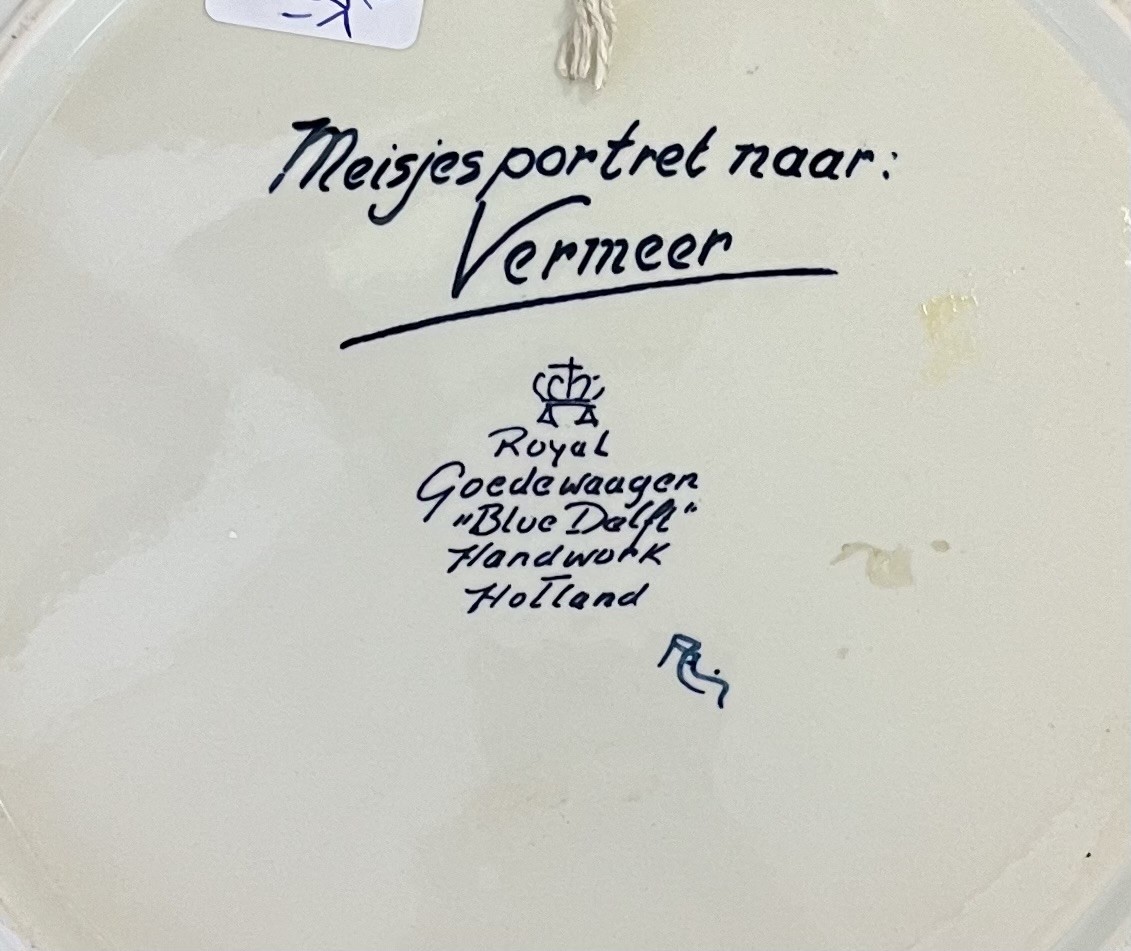 Meisjesportret naar:
Vermeer
Royal
Goedewaagen
"Blue Delft"
Handwork
Holland